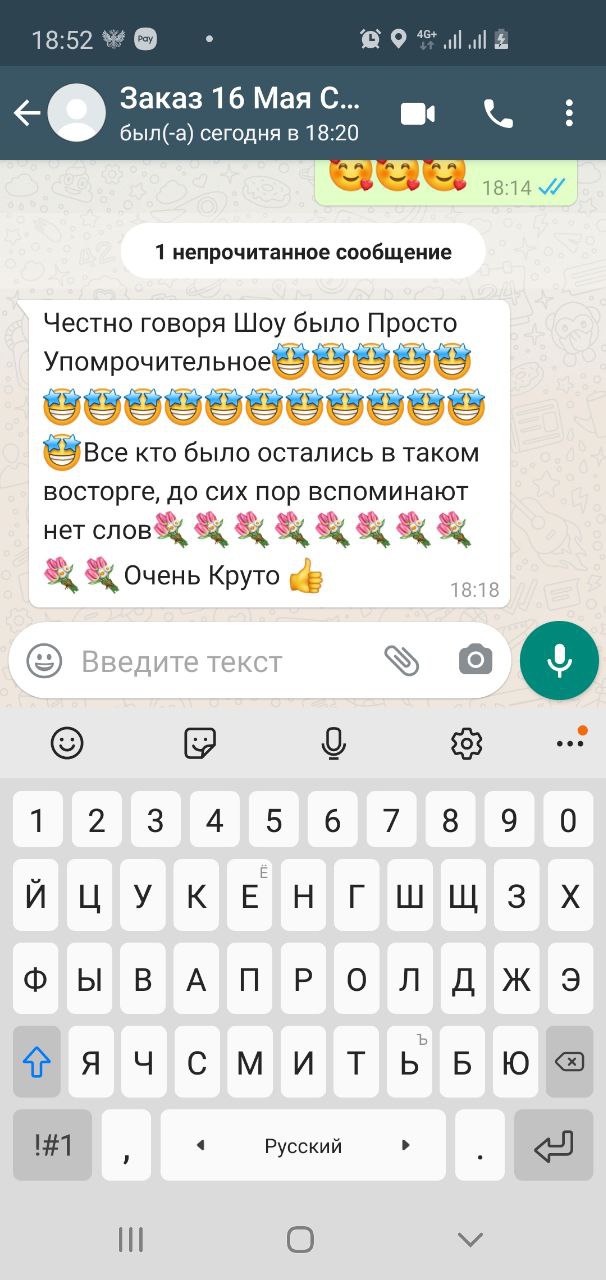 18:52
Pay
4G+
Заказ 16 Мая С...
был(-а) сегодня в 18:20
🥰🥰🥰 18:14
1 непрочитанное сообщение
Честно говоря Шоу было Просто
Упомрочительное🤩🤩🤩🤩🤩
🤩🤩🤩🤩🤩🤩🤩🤩🤩🤩🤩
🤩Все кто было остались в таком
восторге, до сих пор вспоминают
нет слов💐💐💐💐💐💐💐💐
💐💐Очень Круто 👍
18:18
Введите текст
1 2 3 4 5 6 7 8 9 0
Ё
Й Ц У К Е Н Г Ш Щ З Х
Ф Ы В А П Р О Л Д Ж Э
Ъ
Я Ч С М И Т Ь Б Ю
!#1 , Русский .